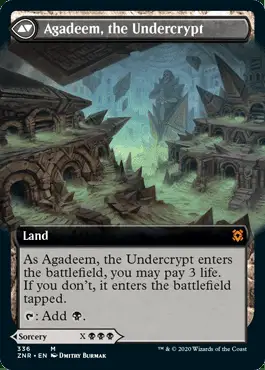 Agadeem, the Undercrypt
Land
As Agadeem, the Undercrypt enters
the battlefield, you may pay 3 life.
If you don't, it enters the battlefield
tapped.
: Add .
Sorcery X
336 M
ZNR • EN Dmitry Burmak
™ & © 2020 Wizards of the Coast